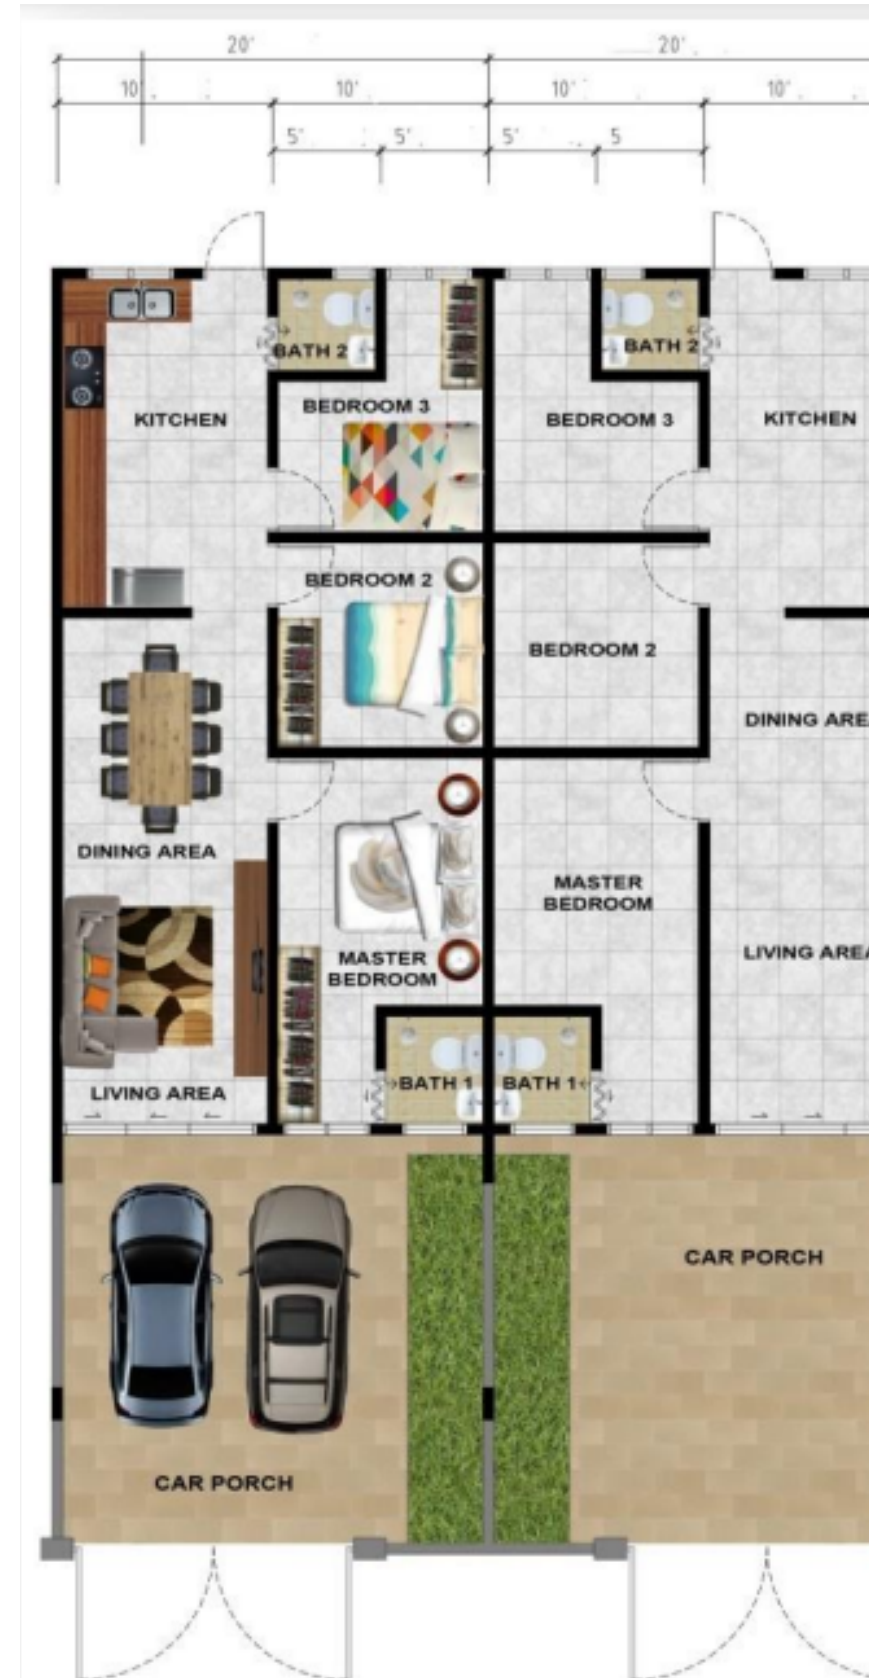 20' 20'
10' 10' 10' 10'
5' 5' 5' 5
BATH 2 BATH 2
BEDROOM 3
KITCHEN BEDROOM 3 KITCHEN
BEDROOM 2
BEDROOM 2
DINING ARE
DINING AREA
MASTER
BEDROOM
MASTER
BEDROOM
LIVING AREA
BATH 1 BATH 1
LIVING AREA
CAR PORCH
CAR PORCH